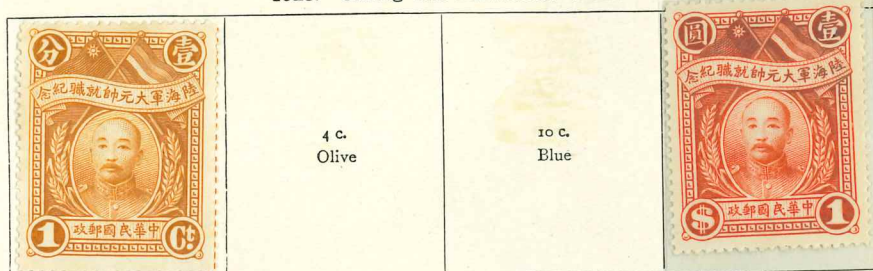 壹分
陸海軍大元帥就職紀念
中華民國郵政
1 Ct
4 c.
Olive
10 c.
Blue
壹圓
陸海軍大元帥就職紀念
中華民國郵政
$ 1